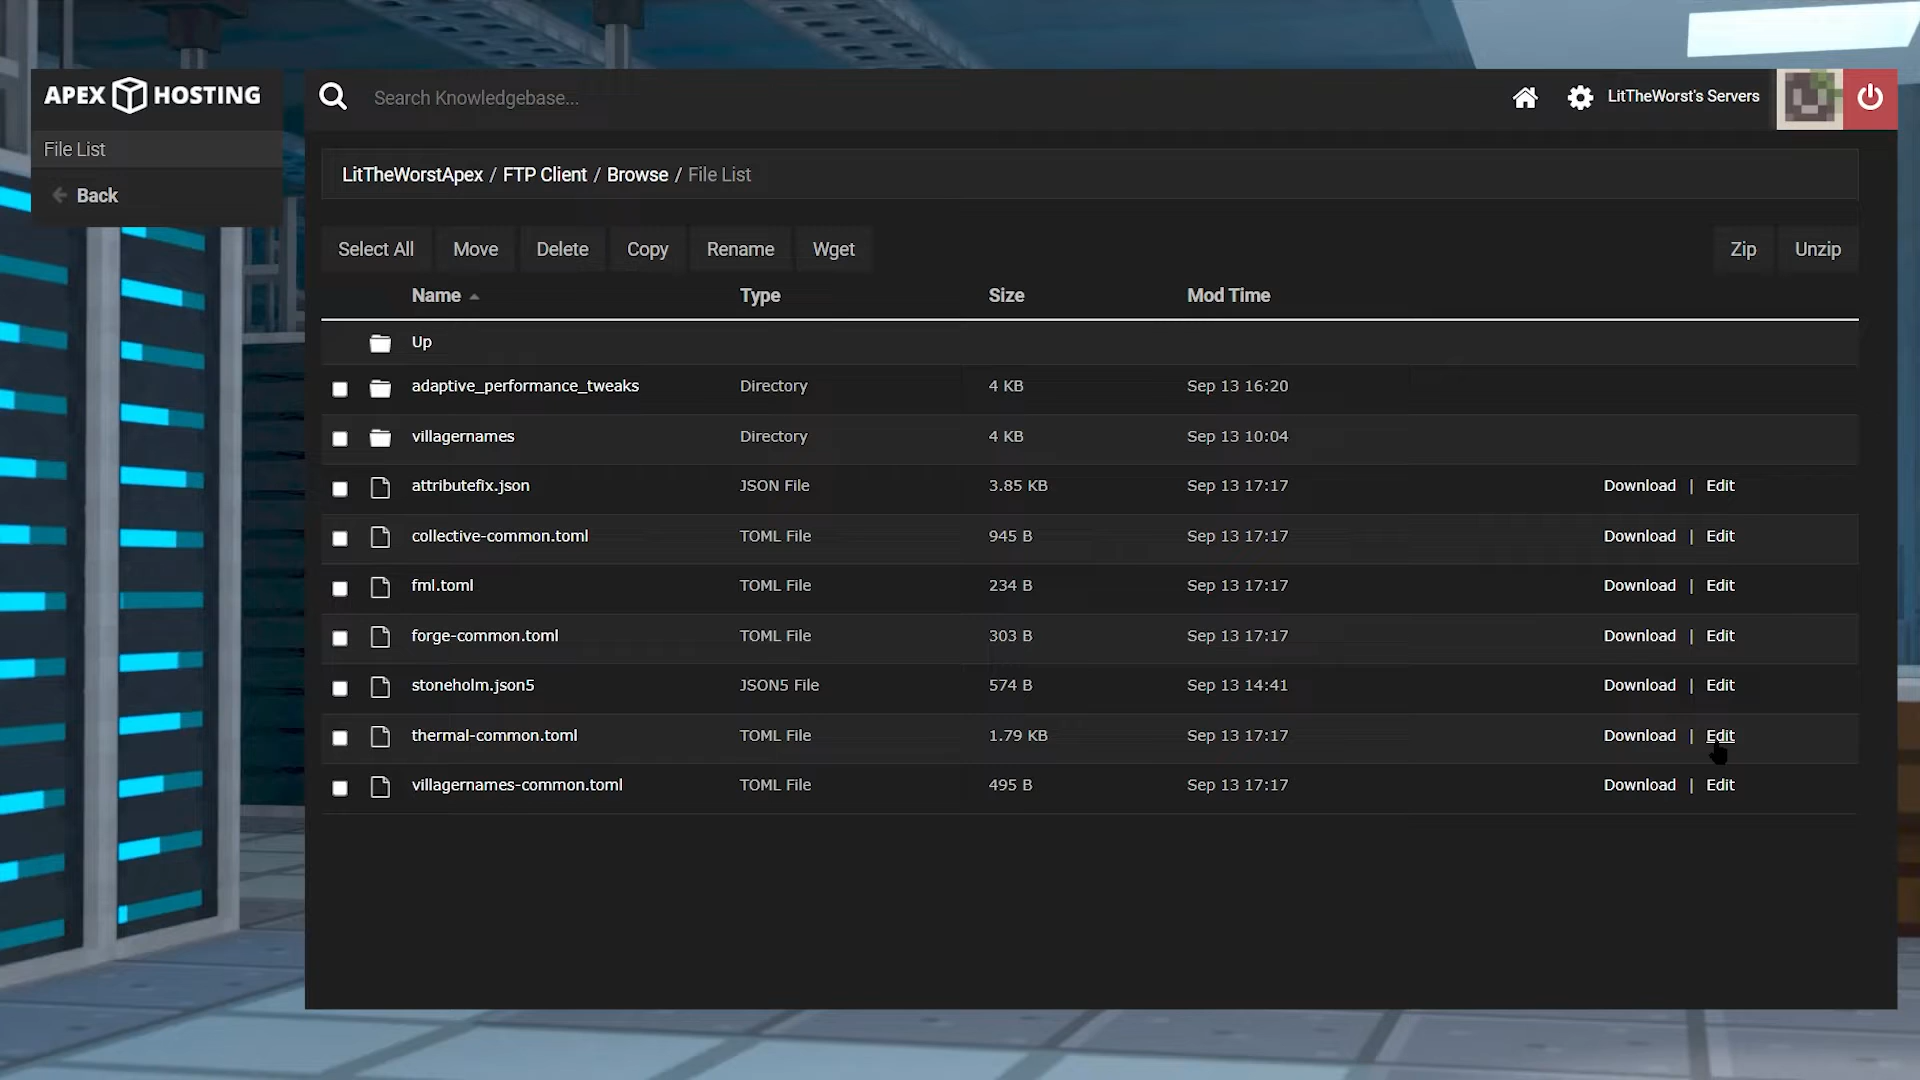 APEX HOSTING
Search Knowledgebase...
LitTheWorst's Servers
File List
Back
LitTheWorstApex / FTP Client / Browse / File List
Select All Move Delete Copy Rename Wget Zip Unzip
Name Type Size Mod Time
Up
adaptive_performance_tweaks Directory 4 KB Sep 13 16:20
villagernames Directory 4 KB Sep 13 10:04
attributefix.json JSON File 3.85 KB Sep 13 17:17 Download | Edit
collective-common.toml TOML File 945 B Sep 13 17:17 Download | Edit
fml.toml TOML File 234 B Sep 13 17:17 Download | Edit
forge-common.toml TOML File 303 B Sep 13 17:17 Download | Edit
stoneholm.json5 JSON5 File 574 B Sep 13 14:41 Download | Edit
thermal-common.toml TOML File 1.79 KB Sep 13 17:17 Download | Edit
villagernames-common.toml TOML File 495 B Sep 13 17:17 Download | Edit